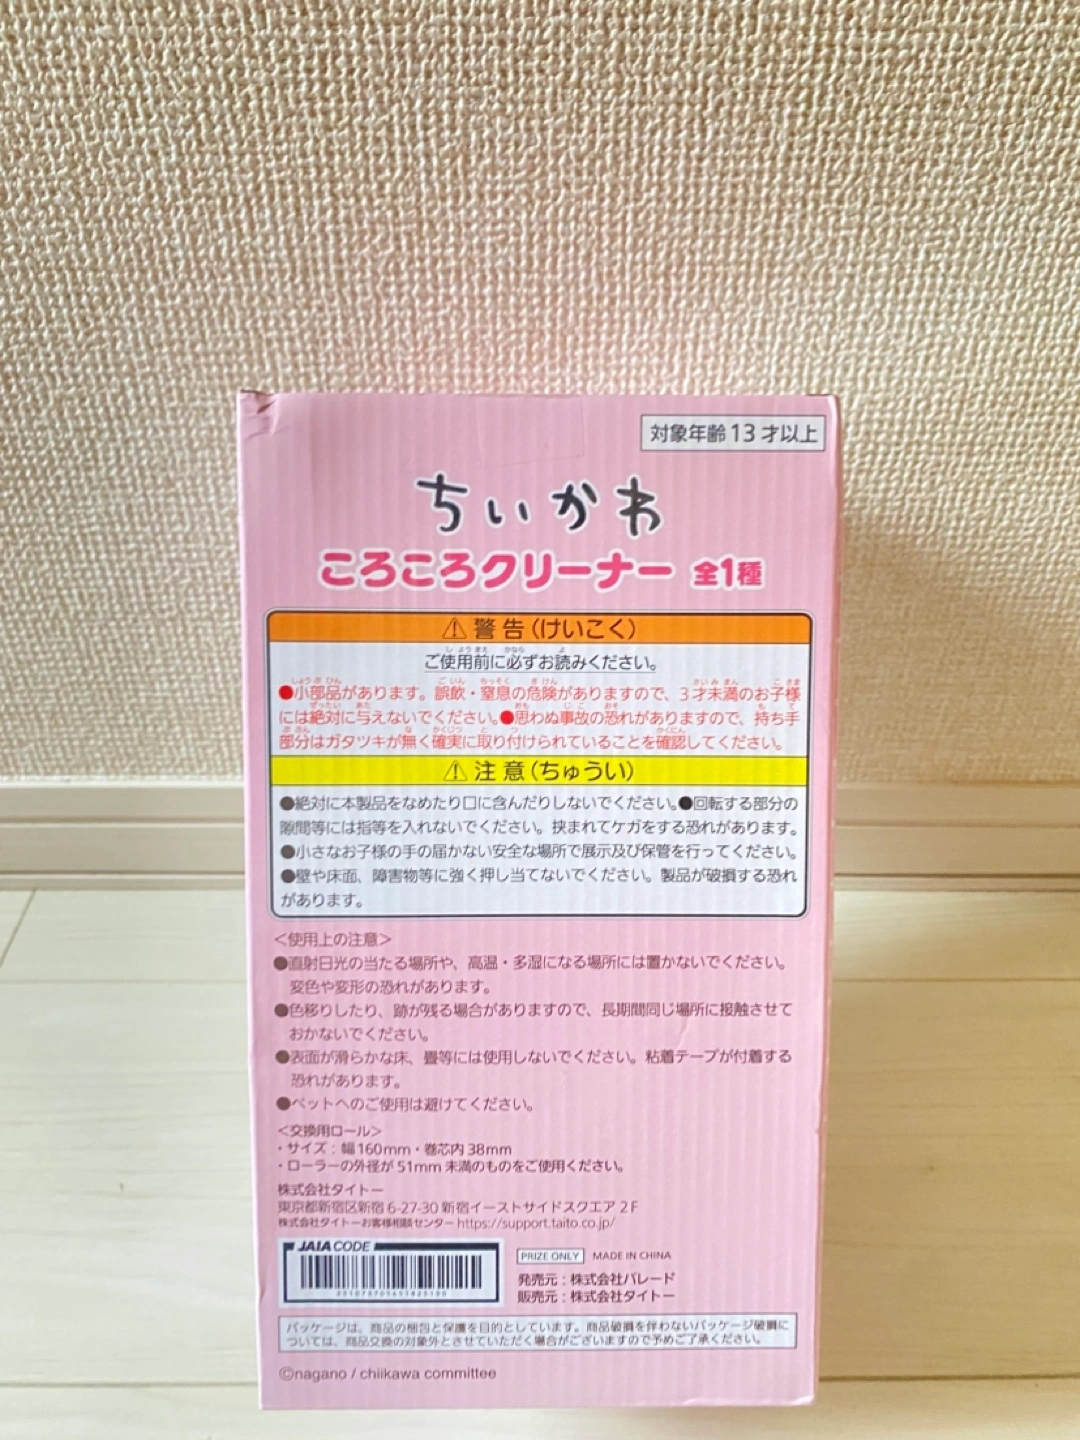 対象年齢13才以上
ちいかわ
ころころクリーナー 全1種
⚠警告(けいこく)
ご使用前に必ずお読みください。
●小部品があります。誤飲・窒息の危険がありますので、3才未満のお子様
には絶対に与えないでください。●思わぬ事故の恐れがありますので、持ち手
部分はガタツキが無く確実に取り付けられていることを確認してください。
⚠注意(ちゅうい)
●絶対に本製品をなめたり口に含んだりしないでください。●回転する部分の
隙間等には指等を入れないでください。挟まれてケガをする恐れがあります。
●小さなお子様の手の届かない安全な場所で展示及び保管を行ってください。
●壁や床面、障害物等に強く押し当てないでください。製品が破損する恐れ
があります。
<使用上の注意>
●直射日光の当たる場所や、高温・多湿になる場所には置かないでください。
変色や変形の恐れがあります。
●色移りしたり、跡が残る場合がありますので、長期間同じ場所に接触させて
おかないでください。
●表面が滑らかな床、畳等には使用しないでください。粘着テープが付着する
恐れがあります。
●ペットへのご使用は避けてください。
<交換用ロール>
・サイズ：幅160mm・巻芯内38mm
・ローラーの外径が51mm未満のものをご使用ください。
株式会社タイトー
東京都新宿区新宿6-27-30 新宿イーストサイドスクエア 2F
株式会社タイトーお客様相談センター https://support.taito.co.jp/
JAIA CODE
PRIZE ONLY MADE IN CHINA
発売元：株式会社パレード
販売元：株式会社タイトー
パッケージは、商品の梱包と保護を目的としています。商品破損を伴わないパッケージ破損に
ついては、商品交換の対象外とさせていただく場合がございますので予めご了承ください。
©nagano / chiikawa committee